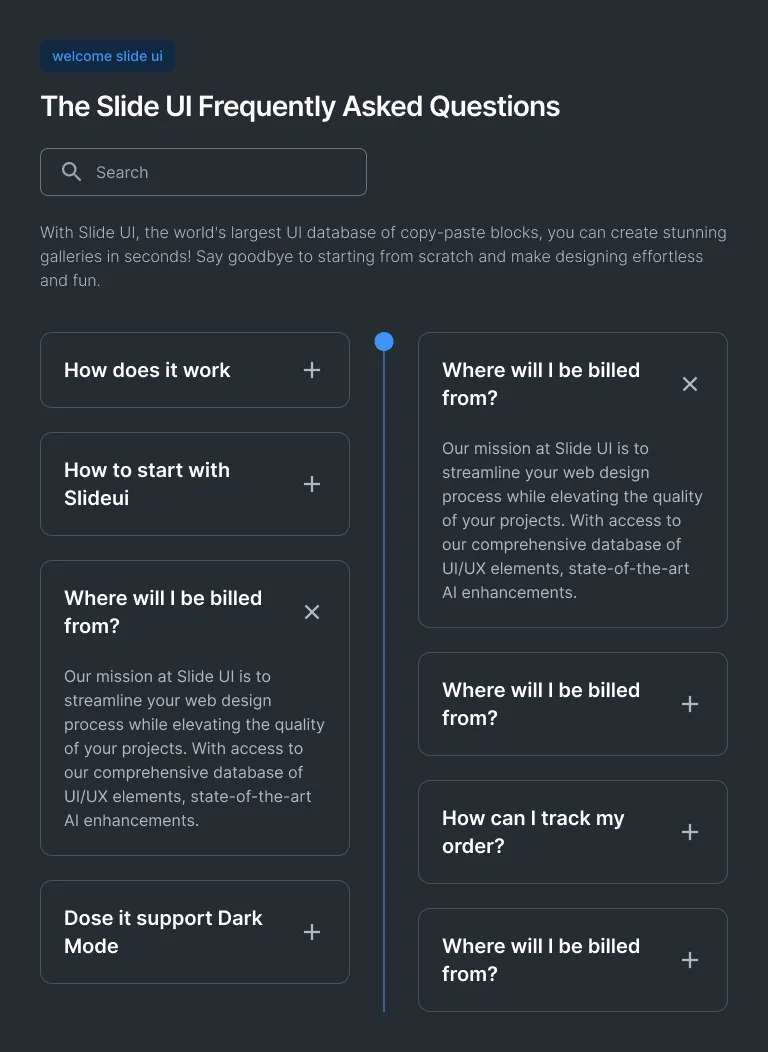 welcome slide ui
The Slide UI Frequently Asked Questions
Search
With Slide UI, the world's largest UI database of copy-paste blocks, you can create stunning
galleries in seconds! Say goodbye to starting from scratch and make designing effortless
and fun.
How does it work
How to start with
Slideui
Where will I be billed
from?
Our mission at Slide UI is to
streamline your web design
process while elevating the quality
of your projects. With access to
our comprehensive database of
UI/UX elements, state-of-the-art
AI enhancements.
Dose it support Dark
Mode
Where will I be billed
from?
Our mission at Slide UI is to
streamline your web design
process while elevating the quality
of your projects. With access to
our comprehensive database of
UI/UX elements, state-of-the-art
AI enhancements.
Where will I be billed
from?
How can I track my
order?
Where will I be billed
from?